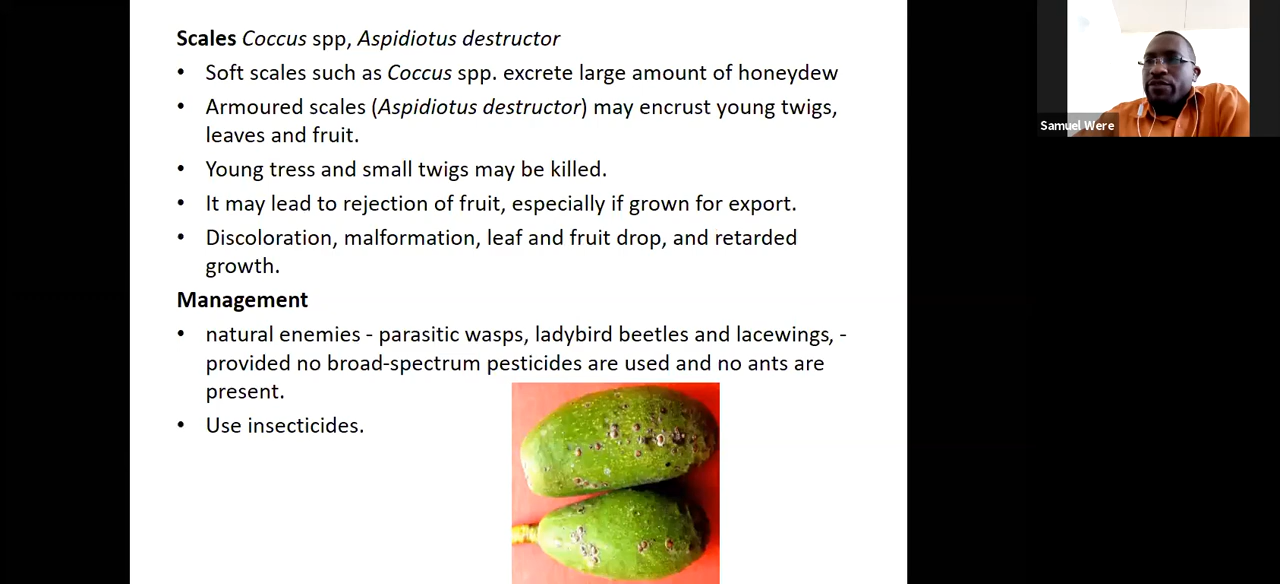 Scales Coccus spp, Aspidiotus destructor
• Soft scales such as Coccus spp. excrete large amount of honeydew
• Armoured scales (Aspidiotus destructor) may encrust young twigs,
leaves and fruit.
• Young tress and small twigs may be killed.
• It may lead to rejection of fruit, especially if grown for export.
• Discoloration, malformation, leaf and fruit drop, and retarded
growth.
Management
• natural enemies - parasitic wasps, ladybird beetles and lacewings, -
provided no broad-spectrum pesticides are used and no ants are
present.
• Use insecticides.
Samuel Were